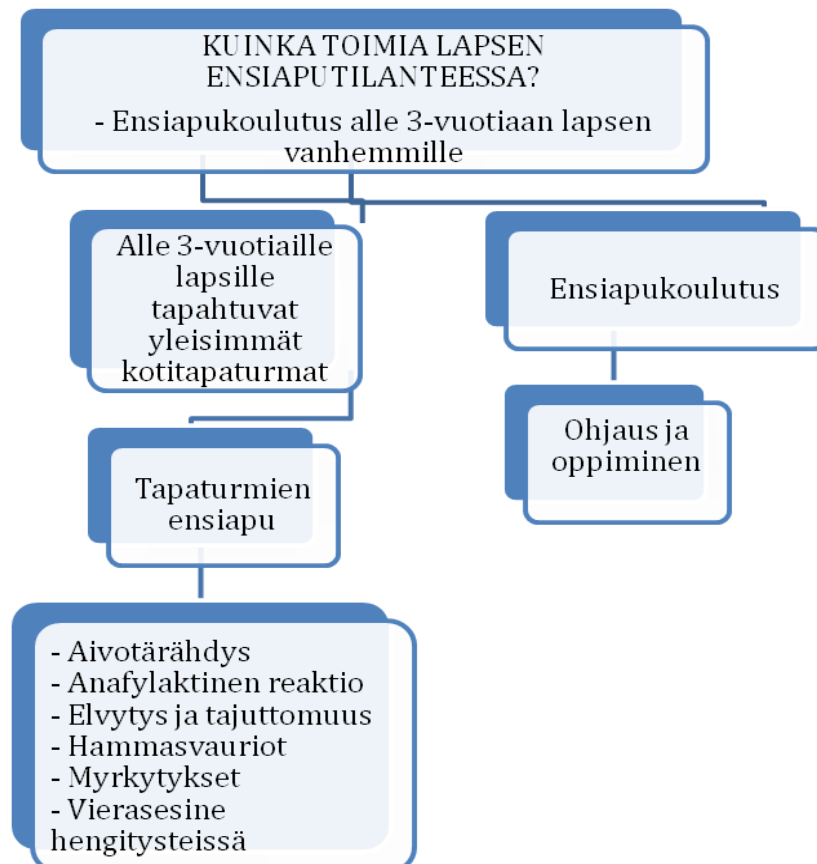 KUINKA TOIMIA LAPSEN
ENSIAPUTILANTEESSA?
- Ensiapukoulutus alle 3-vuotiaan lapsen
vanhemmille
Alle 3-vuotiaille
lapsille
tapahtuvat
yleisimmät
kotitapaturmat
Ensiapukoulutus
Tapaturmien
ensiapu
Ohjaus ja
oppiminen
- Aivotärähdys
- Anafylaktinen reaktio
- Elvytys ja tajuttomuus
- Hammasvauriot
- Myrkytykset
- Vierasesine
hengitysteissä